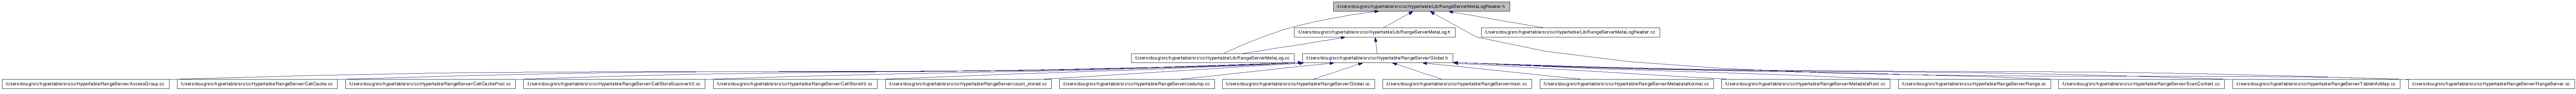 /Users/doug/src/hypertable/src/cc/Hypertable/Lib/RangeServerMetaLogReader.h
/Users/doug/src/hypertable/src/cc/Hypertable/Lib/RangeServerMetaLog.h
/Users/doug/src/hypertable/src/cc/Hypertable/Lib/RangeServerMetaLogReader.cc
/Users/doug/src/hypertable/src/cc/Hypertable/Lib/RangeServerMetaLog.cc
/Users/doug/src/hypertable/src/cc/Hypertable/RangeServer/Global.h
/Users/doug/src/hypertable/src/cc/Hypertable/RangeServer/AccessGroup.cc
/Users/doug/src/hypertable/src/cc/Hypertable/RangeServer/CellCache.cc
/Users/doug/src/hypertable/src/cc/Hypertable/RangeServer/CellCachePool.cc
/Users/doug/src/hypertable/src/cc/Hypertable/RangeServer/CellStoreScannerV0.cc
/Users/doug/src/hypertable/src/cc/Hypertable/RangeServer/CellStoreV0.cc
/Users/doug/src/hypertable/src/cc/Hypertable/RangeServer/count_stored.cc
/Users/doug/src/hypertable/src/cc/Hypertable/RangeServer/csdump.cc
/Users/doug/src/hypertable/src/cc/Hypertable/RangeServer/Global.cc
/Users/doug/src/hypertable/src/cc/Hypertable/RangeServer/main.cc
/Users/doug/src/hypertable/src/cc/Hypertable/RangeServer/MetadataNormal.cc
/Users/doug/src/hypertable/src/cc/Hypertable/RangeServer/MetadataRoot.cc
/Users/doug/src/hypertable/src/cc/Hypertable/RangeServer/Range.cc
/Users/doug/src/hypertable/src/cc/Hypertable/RangeServer/ScanContext.cc
/Users/doug/src/hypertable/src/cc/Hypertable/RangeServer/TableInfoMap.cc
/Users/doug/src/hypertable/src/cc/Hypertable/RangeServer/RangeServer.cc